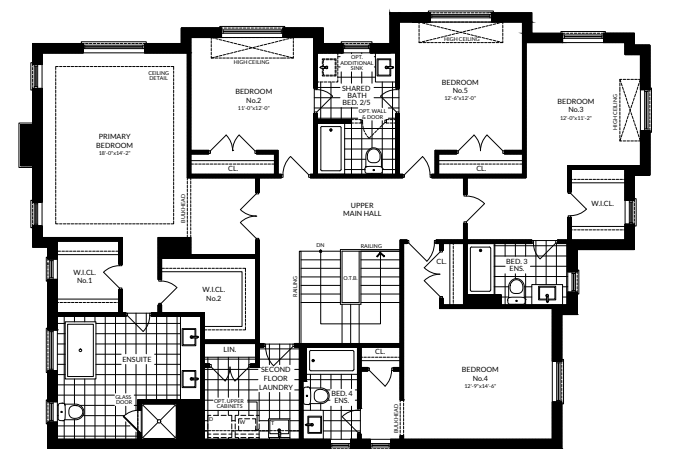 CEILING
DETAIL
PRIMARY
BEDROOM
18'-0"x14'-2"
BULKHEAD
HIGH CEILING
BEDROOM
No.2
11'-0"x12'-0"
CL.
OPT.
ADDITIONAL
SINK
SHARED
BATH
BED. 2/5
OPT. WALL
& DOOR
HIGH CEILING
BEDROOM
No.5
12'-6"x12'-0"
CL.
BEDROOM
No.3
12'-0"x11'-2"
HIGH CEILING
W.I.CL.
UPPER
MAIN HALL
W.I.CL.
No.1
W.I.CL.
No.2
DN
RAILING
RAILING
O.T.B.
CL.
BED. 3
ENS.
ENSUITE
GLASS
DOOR
LIN.
SECOND
FLOOR
LAUNDRY
OPT. UPPER
CABINETS
D
W
T
BED. 4
ENS.
CL.
BULKHEAD
BEDROOM
No.4
12'-9"x14'-6"